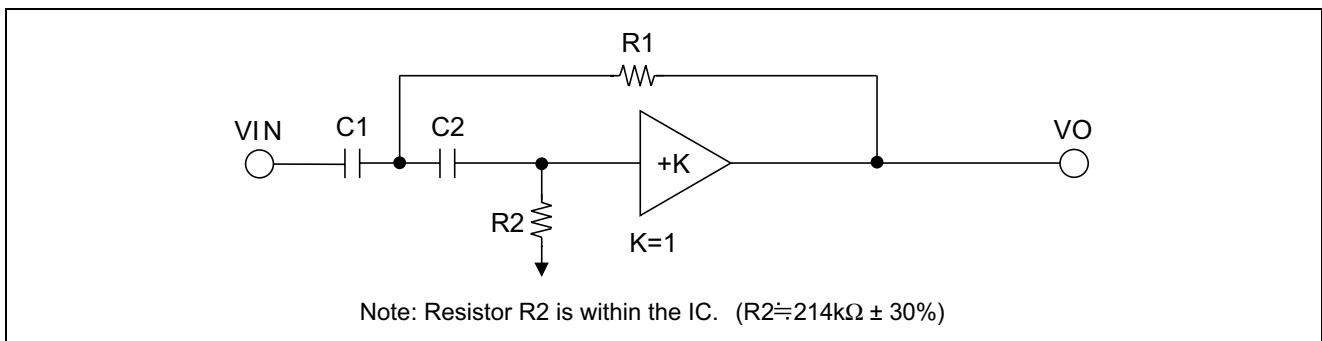 R1
VIN
C1
C2
VO
+K
R2
K=1
Note: Resistor R2 is within the IC. (R2≒214kΩ ± 30%)